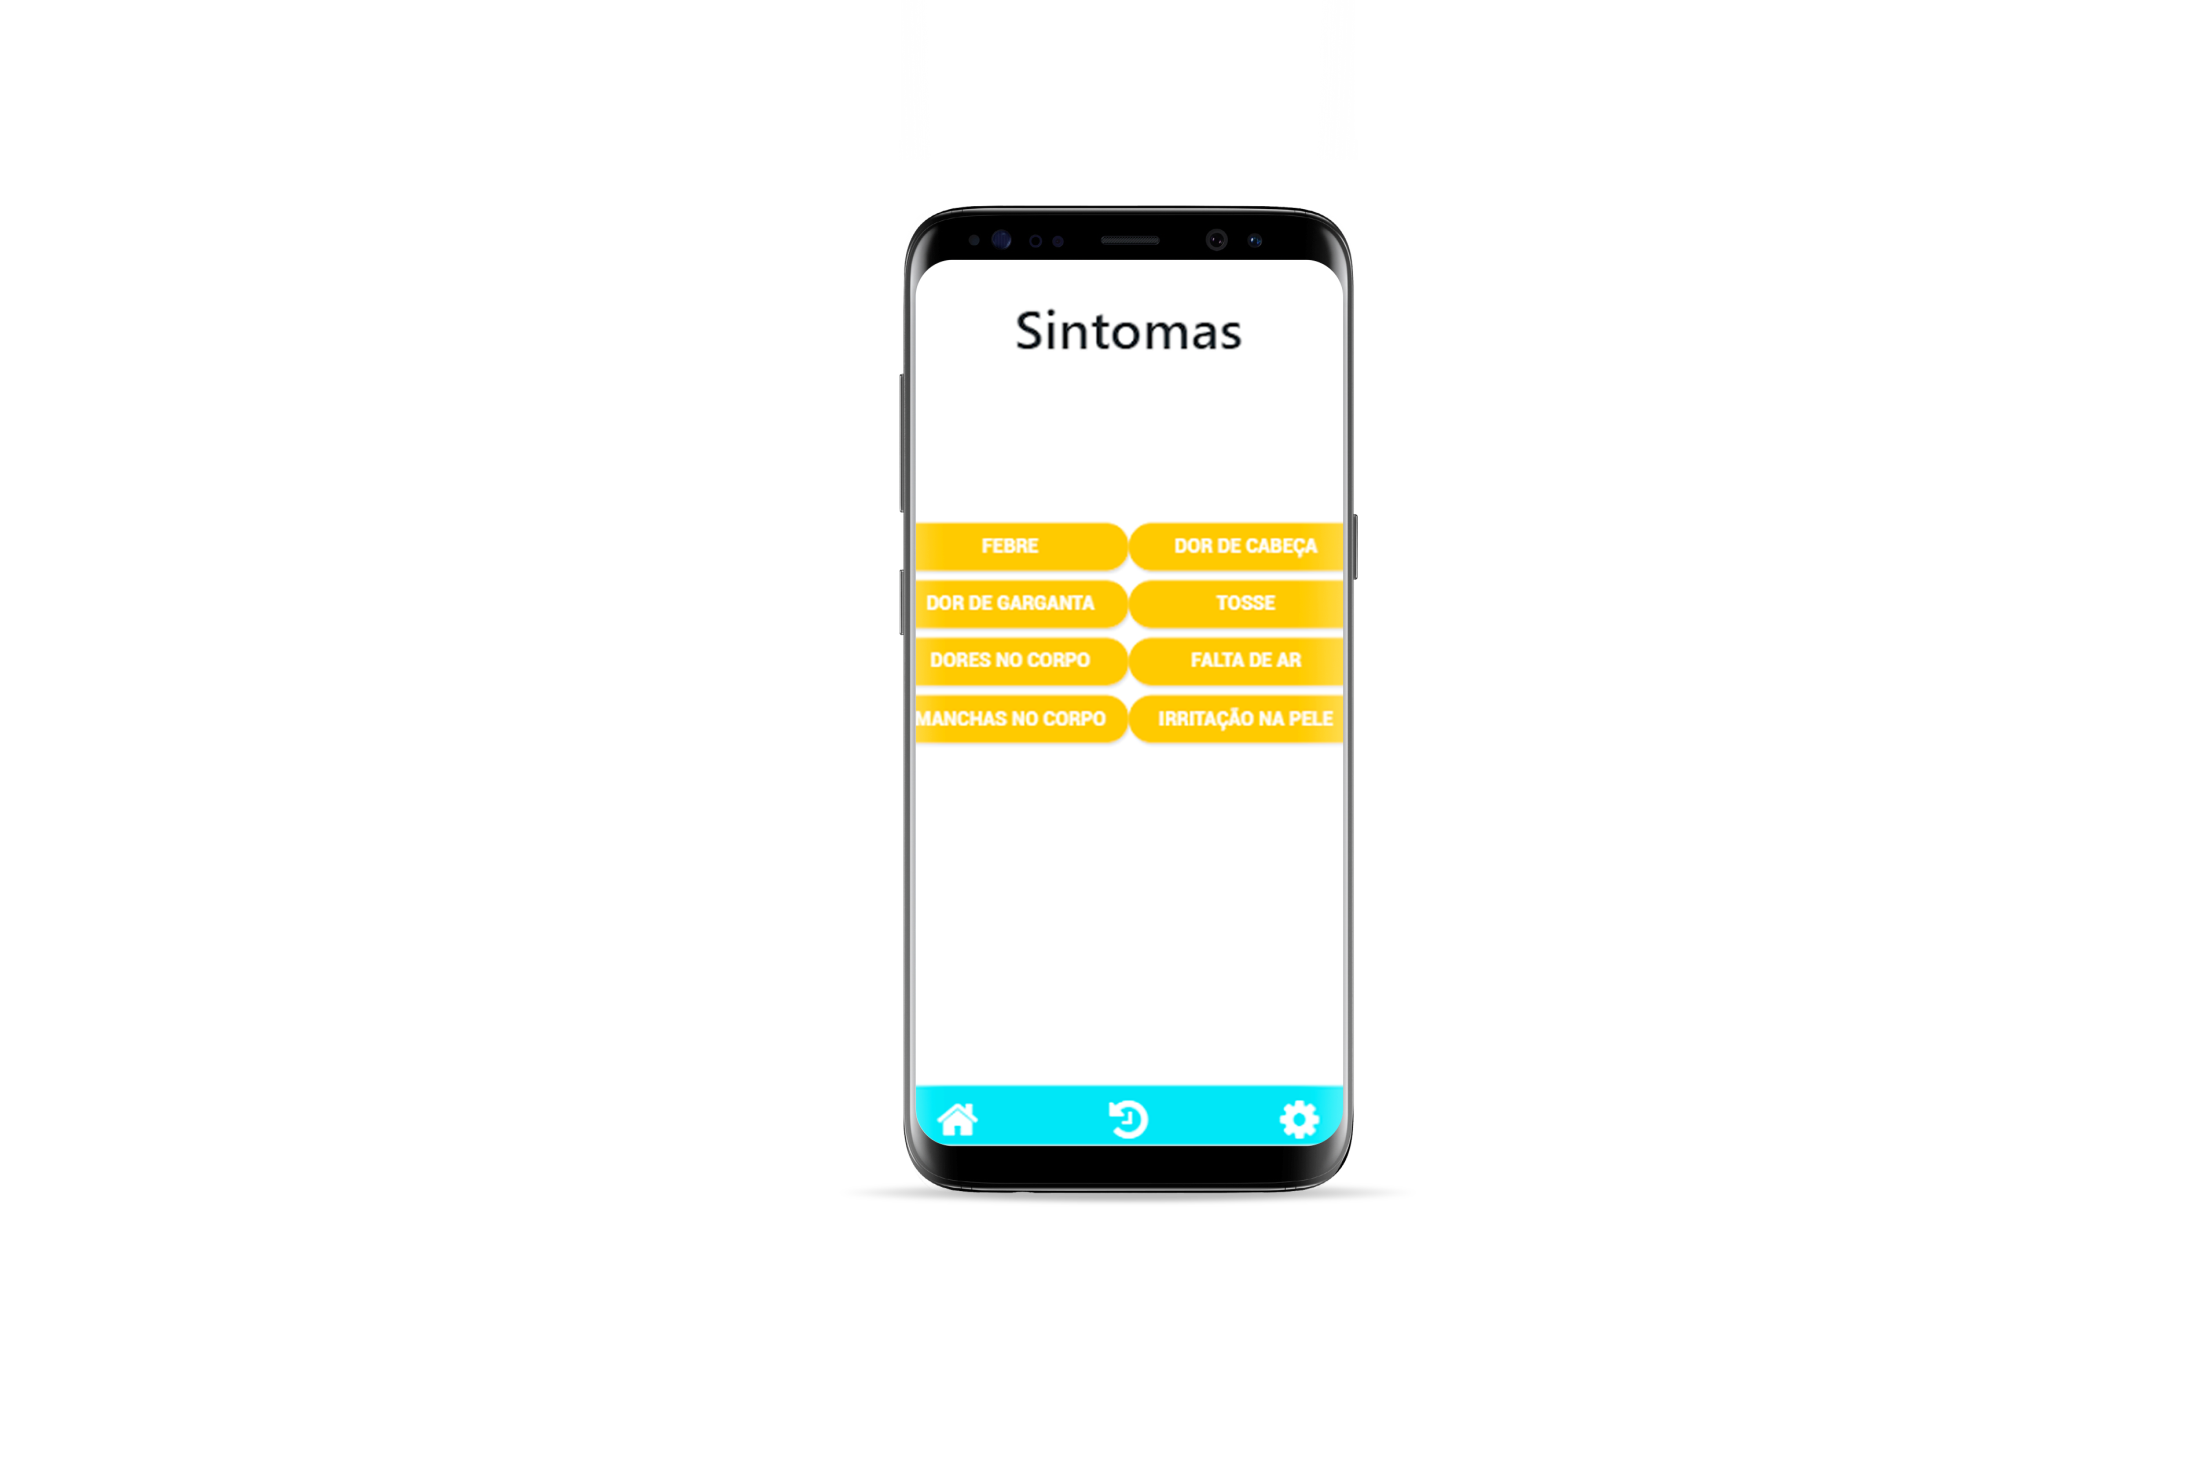 Sintomas
FEBRE
DOR DE CABEÇA
DOR DE GARGANTA
TOSSE
DORES NO CORPO
FALTA DE AR
MANCHAS NO CORPO
IRRITAÇÃO NA PELE